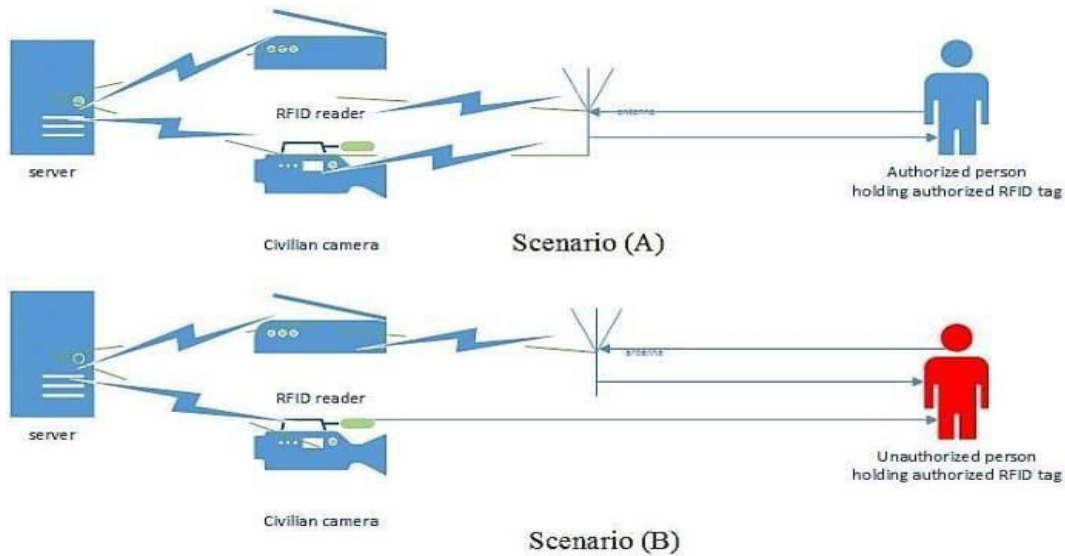 RFID reader
antenna
server
Authorized person
holding authorized RFID tag
Civilian camera
Scenario (A)
antenna
RFID reader
server
Unauthorized person
holding authorized RFID tag
Civilian camera
Scenario (B)